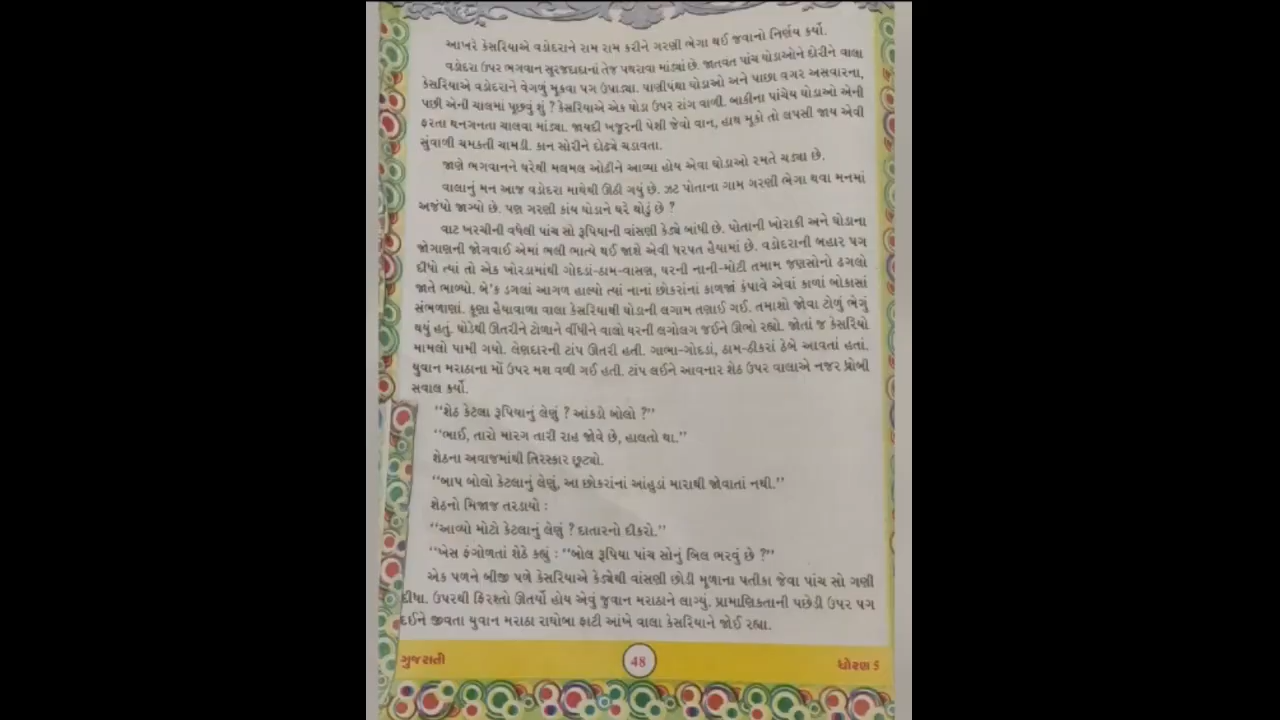 આખરે કેસરિયાએ વડોદરાને રામ રામ કરીને ગરણી ભેગા થઈ જવાનો નિર્ણય કર્યો.
વડોદરા ઉપર ભગવાન સુરજદાદાનાં તેજ પથરાવા માંડ્યાં છે. જાતવંત પાંચ ઘોડાઓને દોરીને વાલા
કેસરિયાએ વડોદરાને વેગળું મૂકવા પગ ઉપાડ્યા. પાણીપંથા ઘોડાઓ અને પાછા વગર અસવારના,
પછી એની ચાલમાં પૂછવું શું ? કેસરિયાએ એક ઘોડા ઉપર રાંગ વાળી. બાકીના પાંચેય ઘોડાઓ એની
ફરતા થનગનતા ચાલવા માંડ્યા. જાયદી ખજૂરની પેશી જેવો વાન, હાથ મૂકો તો લપસી જાય એવી
સુંવાળી ચમકતી ચામડી. કાન સોરીને દોઢ્યે ચડાવતા.
જાણે ભગવાનને ઘરેથી મલમલ ઓઢીને આવ્યા હોય એવા ઘોડાઓ રમતે ચડ્યા છે.
વાલાનું મન આજ વડોદરા માથેથી ઊઠી ગયું છે. ઝટ પોતાના ગામ ગરણી ભેગા થવા મનમાં
અજંપો જાગ્યો છે. પણ ગરણી કાંય ઘોડાને ઘરે થોડું છે ?
વાટ ખરચીની વધેલી પાંચ સો રૂપિયાની વાંસણી કેડ્યે બાંધી છે. પોતાની ખોરાકી અને ઘોડાના
જોગાણની જોગવાઈ એમાં ભલી ભાત્યે થઈ જાશે એવી ધરપત હૈયામાં છે. વડોદરાની બહાર પગ
દીધો ત્યાં તો એક ખોરડામાંથી ગોદડાં-ઠામ-વાસણ, ઘરની નાની-મોટી તમામ જણસોનો ઢગલો
જાતે ભાળ્યો. બે'ક ડગલાં આગળ હાલ્યો ત્યાં નાનાં છોકરાંનાં કાળજાં કંપાવે એવાં કાળાં બોકાસાં
સંભળાણાં. કૂણા હૈયાવાળા વાલા કેસરિયાથી ઘોડાની લગામ તણાઈ ગઈ. તમાશો જોવા ટોળું ભેગું
થયું હતું. ઘોડેથી ઊતરીને ટોળાને વીંધીને વાલો ઘરની લગોલગ જઈને ઊભો રહ્યો. જોતાં જ કેસરિયો
મામલો પામી ગયો. લેણદારની ટાંપ ઊતરી હતી. ગાભા-ગોદડાં, ઠામ-ઠીકરાં ઠેબે આવતાં હતાં.
યુવાન મરાઠાના મોં ઉપર મશ વળી ગઈ હતી. ટાંપ લઈને આવનાર શેઠ ઉપર વાલાએ નજર પ્રોબી
સવાલ કર્યો.
“શેઠ કેટલા રૂપિયાનું લેણું ? આંકડો બોલો ?”
“ભાઈ, તારો મારગ તારી રાહ જોવે છે, હાલતો થા.”
શેઠના અવાજમાંથી તિરસ્કાર છૂટ્યો.
“બાપ બોલો કેટલાનું લેણું, આ છોકરાંનાં આંહુડાં મારાથી જોવાતાં નથી.”
શેઠનો મિજાજ તરડાયો :
“આવ્યો મોટો કેટલાનું લેણું ? દાતારનો દીકરો.”
“ખેસ ફંગોળતાં શેઠે કહ્યું : “બોલ રૂપિયા પાંચ સોનું બિલ ભરવું છે ?”
એક પળને બીજી પળે કેસરિયાએ કેડ્યેથી વાંસણી છોડી મૂળાના પતીકા જેવા પાંચ સો ગણી
દીધા. ઉપરથી ફિરશ્તો ઊતર્યો હોય એવું જુવાન મરાઠાને લાગ્યું. પ્રામાણિકતાની પછેડી ઉપર પગ
દઈને જીવતા યુવાન મરાઠા રાઘોબા ફાટી આંખે વાલા કેસરિયાને જોઈ રહ્યા.
ગુજરાતી
48
ધોરણ 5